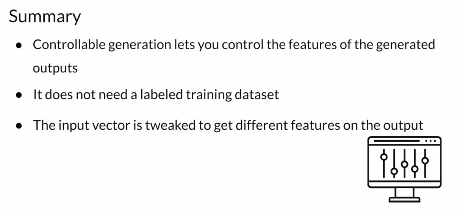 Summary
● Controllable generation lets you control the features of the generated
outputs
● It does not need a labeled training dataset
● The input vector is tweaked to get different features on the output